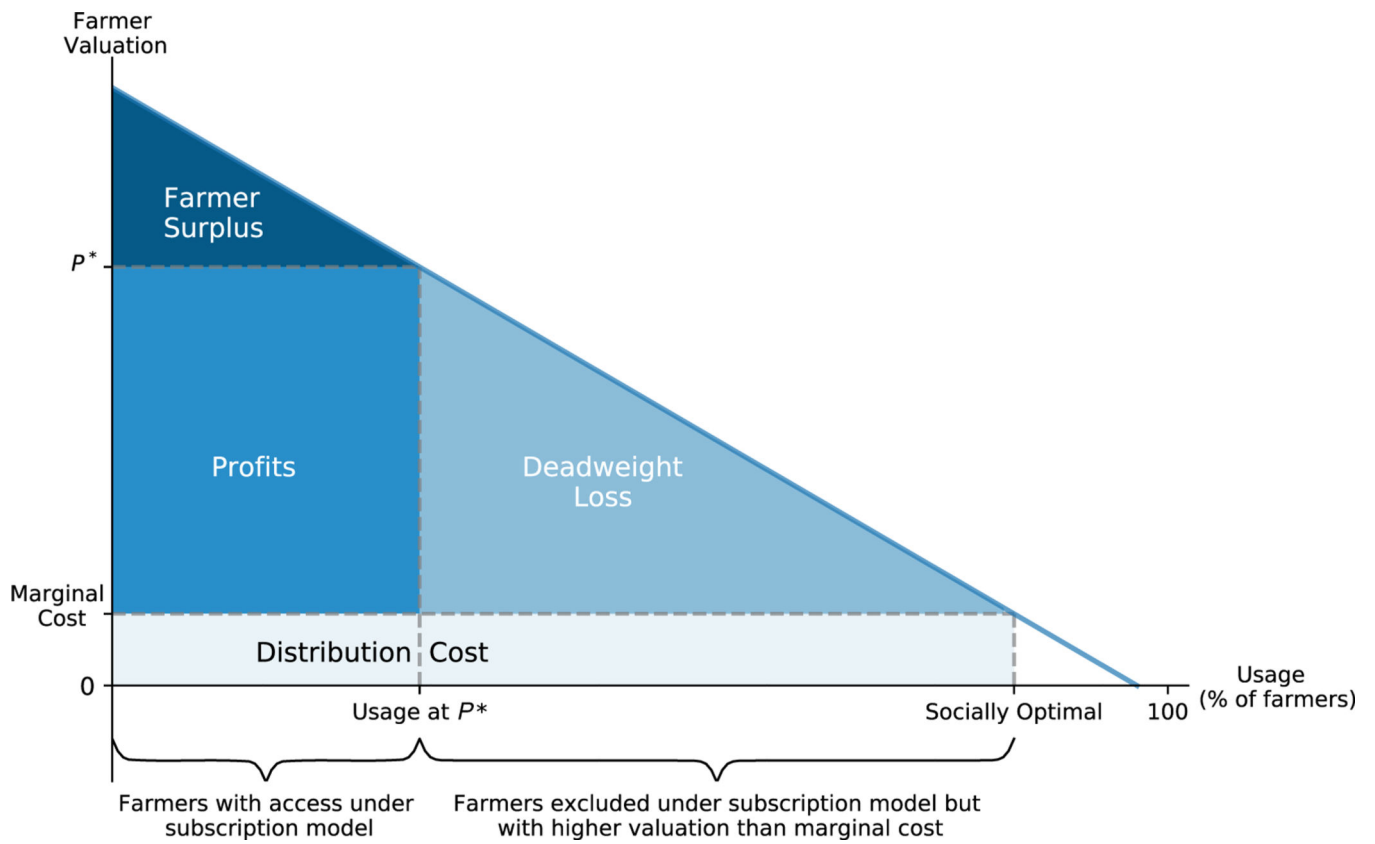 Farmer
Valuation
Farmer
Surplus
P*
Profits
Deadweight
Loss
Marginal
Cost
Distribution Cost
0
Usage at P*
Socially Optimal
100
Usage
(% of farmers)
Farmers with access under
subscription model
Farmers excluded under subscription model but
with higher valuation than marginal cost